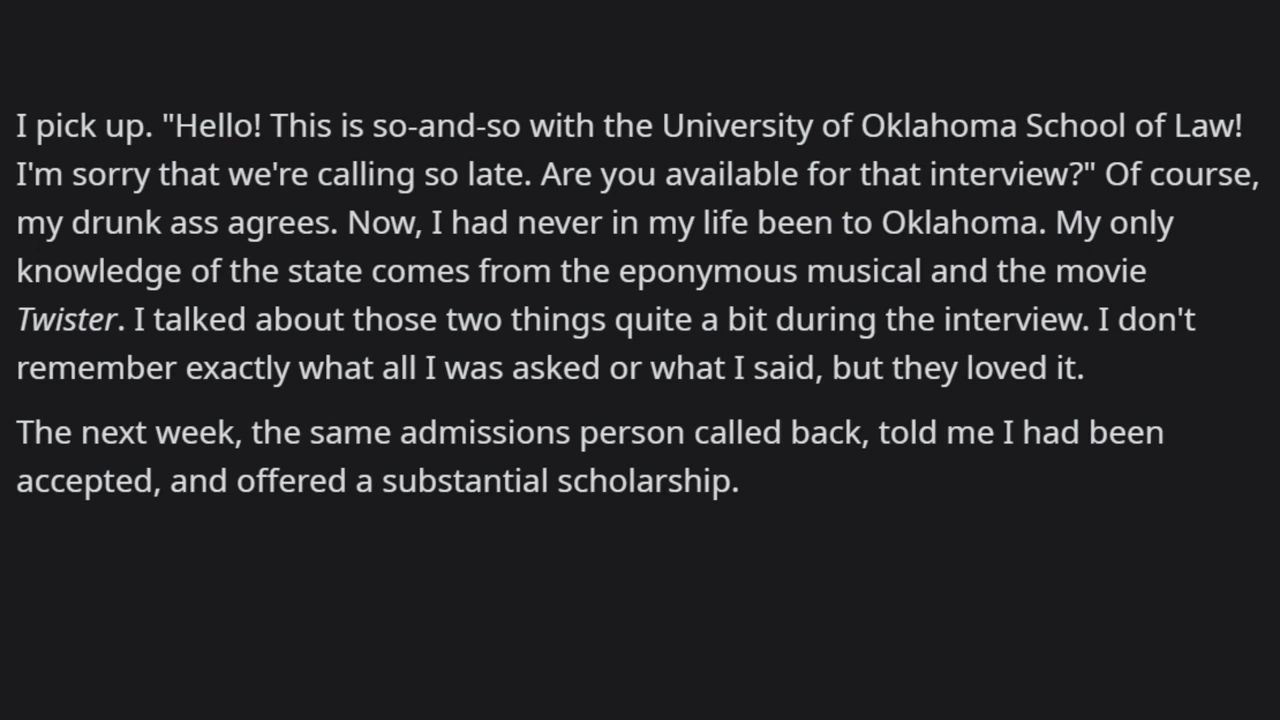 I pick up. "Hello! This is so-and-so with the University of Oklahoma School of Law!
I'm sorry that we're calling so late. Are you available for that interview?" Of course,
my drunk ass agrees. Now, I had never in my life been to Oklahoma. My only
knowledge of the state comes from the eponymous musical and the movie
Twister. I talked about those two things quite a bit during the interview. I don't
remember exactly what all I was asked or what I said, but they loved it.
The next week, the same admissions person called back, told me I had been
accepted, and offered a substantial scholarship.